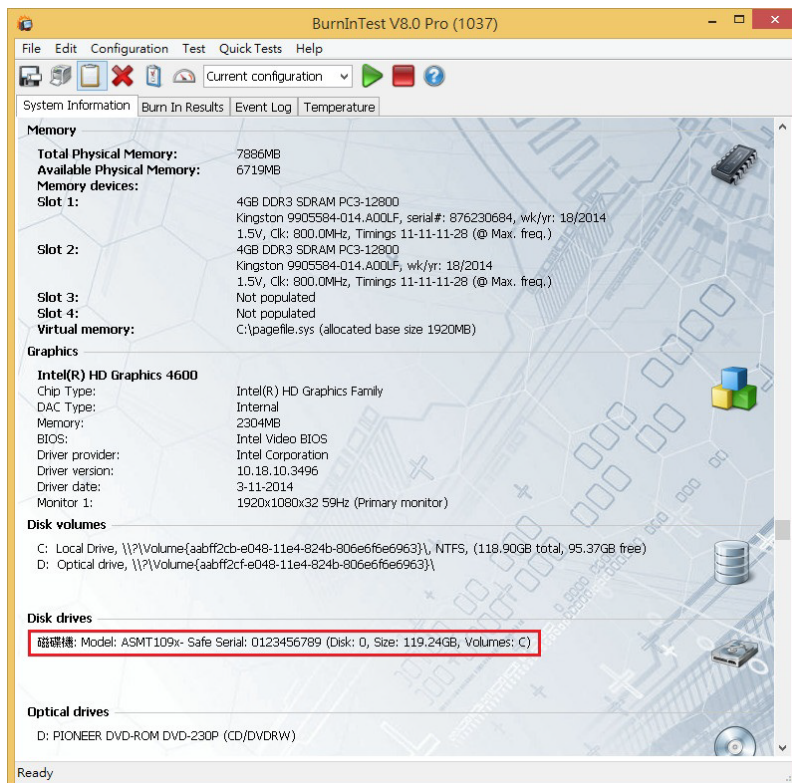 BurnInTest V8.0 Pro (1037)
File Edit Configuration Test Quick Tests Help
Current configuration
System Information Burn In Results Event Log Temperature
Memory
Total Physical Memory: 7886MB
Available Physical Memory: 6719MB
Memory devices:
Slot 1: 4GB DDR3 SDRAM PC3-12800
Kingston 9905584-014.A00LF, serial#: 876230684, wk/yr: 18/2014
1.5V, Clk: 800.0MHz, Timings 11-11-11-28 (@ Max. freq.)
Slot 2: 4GB DDR3 SDRAM PC3-12800
Kingston 9905584-014.A00LF, wk/yr: 18/2014
1.5V, Clk: 800.0MHz, Timings 11-11-11-28 (@ Max. freq.)
Slot 3: Not populated
Slot 4: Not populated
Virtual memory: C:\pagefile.sys (allocated base size 1920MB)
Graphics
Intel(R) HD Graphics 4600
Chip Type: Intel(R) HD Graphics Family
DAC Type: Internal
Memory: 2304MB
BIOS: Intel Video BIOS
Driver provider: Intel Corporation
Driver version: 10.18.10.3496
Driver date: 3-11-2014
Monitor 1: 1920x1080x32 59Hz (Primary monitor)
Disk volumes
C: Local Drive, \\?\Volume{aabff2cb-e048-11e4-824b-806e6f6e6963}\, NTFS, (118.90GB total, 95.37GB free)
D: Optical drive, \\?\Volume{aabff2cf-e048-11e4-824b-806e6f6e6963}\
Disk drives
磁碟機: Model: ASMT109x- Safe Serial: 0123456789 (Disk: 0, Size: 119.24GB, Volumes: C)
Optical drives
D: PIONEER DVD-ROM DVD-230P (CD/DVDRW)
Ready